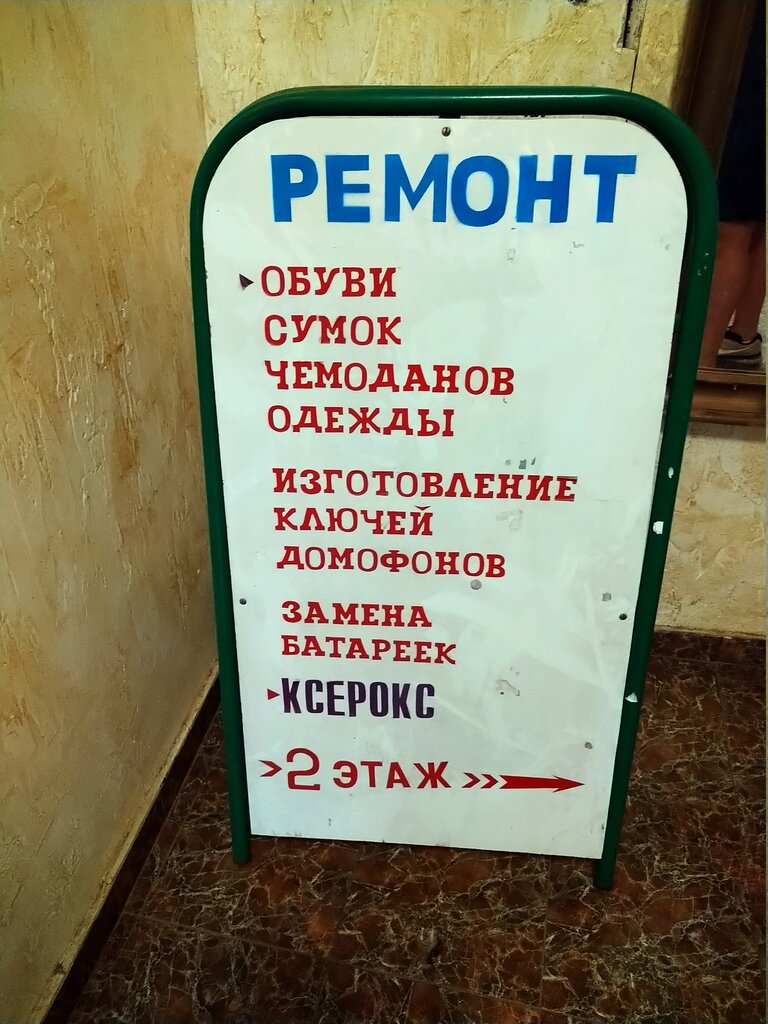 РЕМОНТ
ОБУВИ
СУМОК
ЧЕМОДАНОВ
ОДЕЖДЫ
ИЗГОТОВЛЕНИЕ
КЛЮЧЕЙ
ДОМОФОНОВ
ЗАМЕНА
БАТАРЕЕК
КСЕРОКС
2 ЭТАЖ